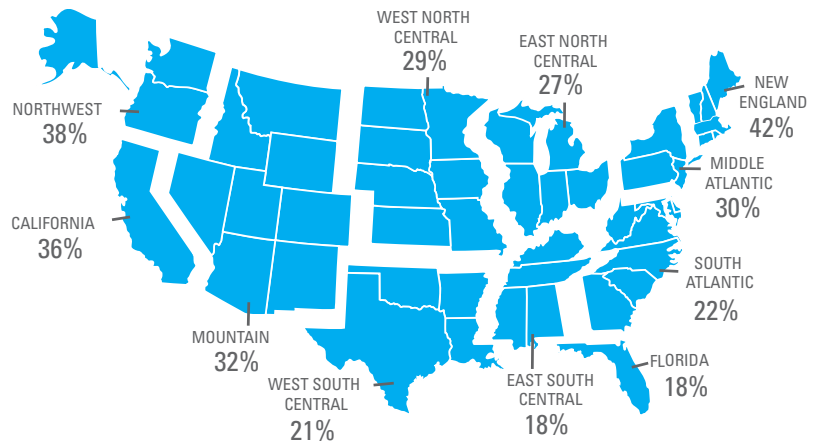 WEST NORTH
CENTRAL
29%
EAST NORTH
CENTRAL
27%
NEW
ENGLAND
42%
NORTHWEST
38%
MIDDLE
ATLANTIC
30%
CALIFORNIA
36%
SOUTH
ATLANTIC
22%
MOUNTAIN
32%
WEST SOUTH
CENTRAL
21%
EAST SOUTH
CENTRAL
18%
FLORIDA
18%